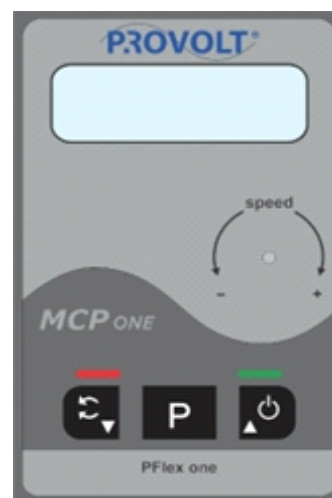 PROVOLT®
speed
- +
MCP ONE
P
PFlex one